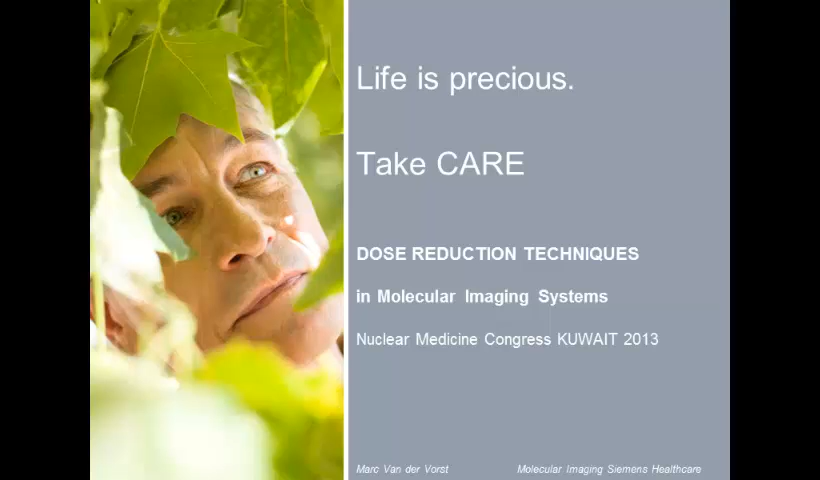 Life is precious.
Take CARE
DOSE REDUCTION TECHNIQUES
in Molecular Imaging Systems
Nuclear Medicine Congress KUWAIT 2013
Marc Van der Vorst Molecular Imaging Siemens Healthcare